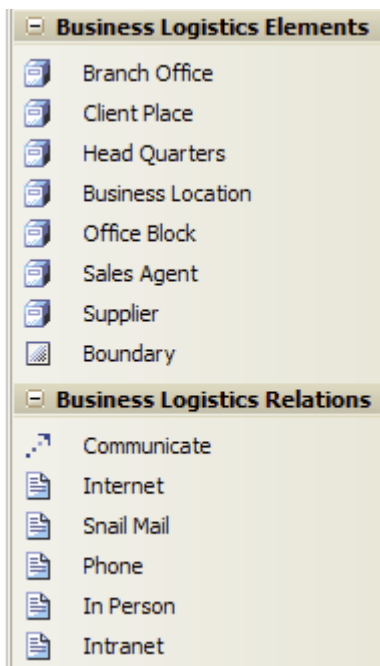 Business Logistics Elements
Branch Office
Client Place
Head Quarters
Business Location
Office Block
Sales Agent
Supplier
Boundary
Business Logistics Relations
Communicate
Internet
Snail Mail
Phone
In Person
Intranet